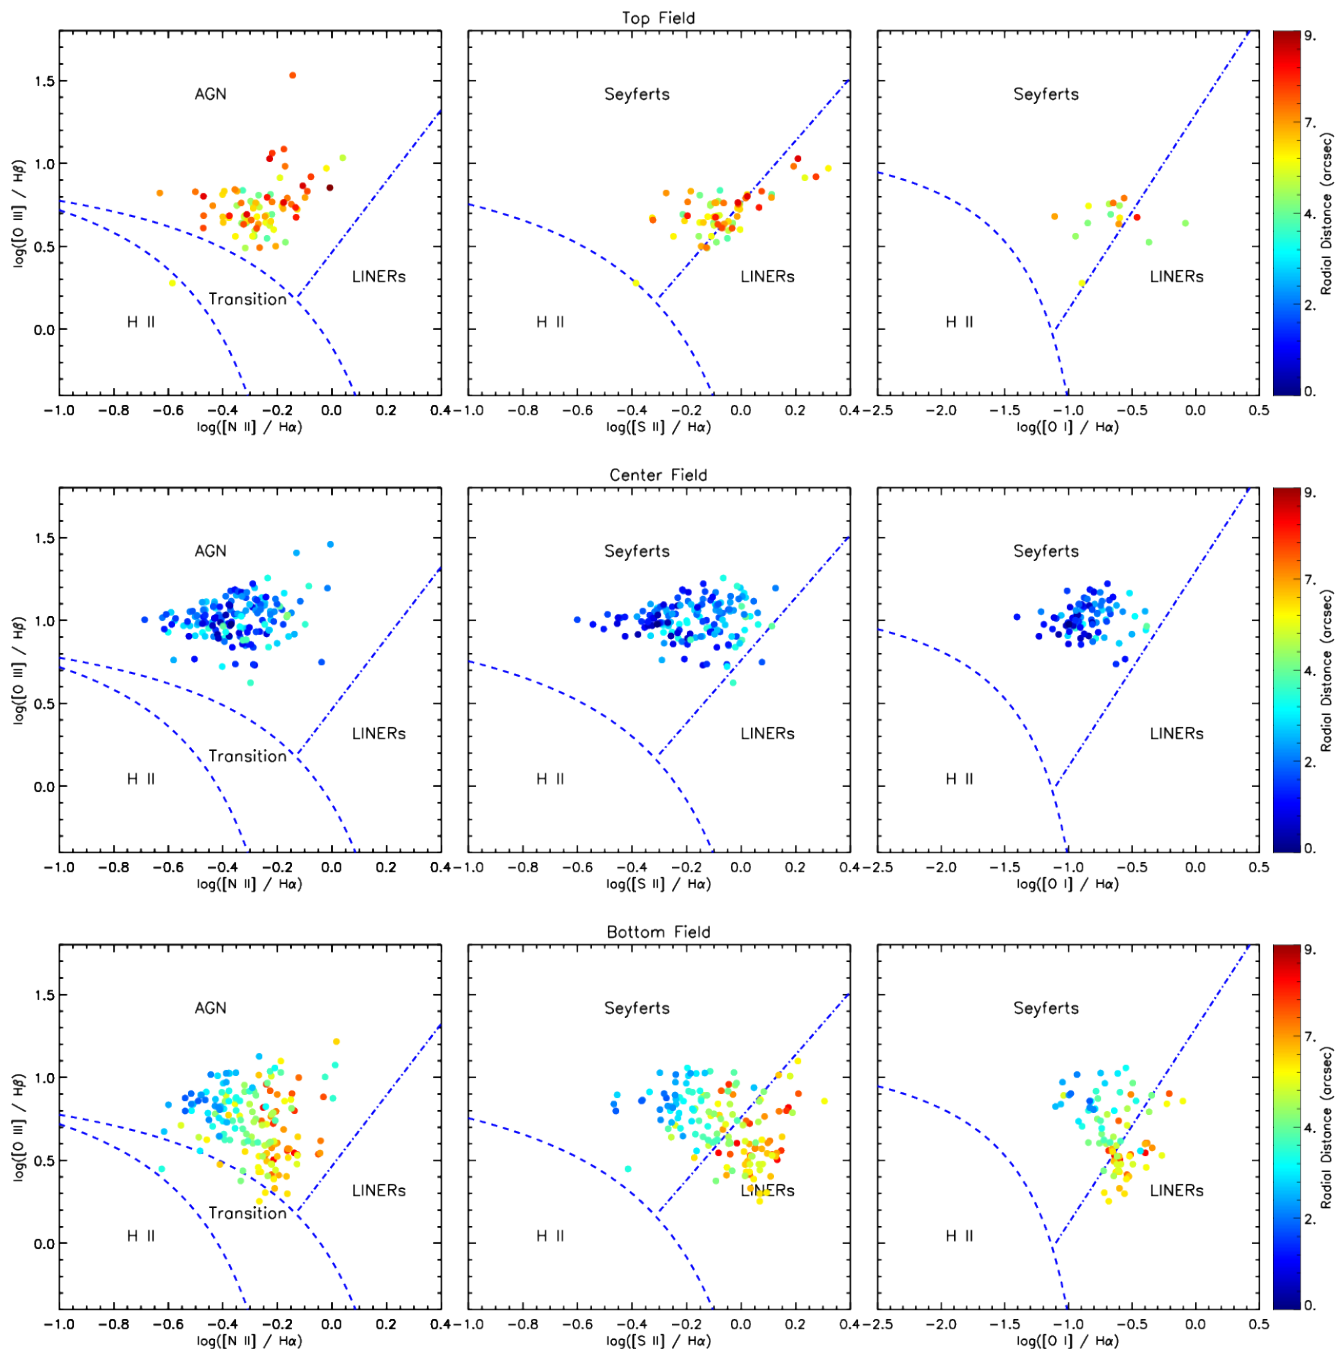 Top Field
1.5
1.0
0.5
0.0
log([O III] / Hβ)
AGN
LINERs
Transition
H II
Seyferts
LINERs
H II
Seyferts
LINERs
H II
9.
7.
4.
2.
0.
Radial Distance (arcsec)
-1.0 -0.8 -0.6 -0.4 -0.2 0.0 0.2 0.4
-1.0 -0.8 -0.6 -0.4 -0.2 0.0 0.2 0.4
-2.5 -2.0 -1.5 -1.0 -0.5 0.0 0.5
log([N II] / Hα)
log([S II] / Hα)
log([O I] / Hα)
Center Field
1.5
1.0
0.5
0.0
log([O III] / Hβ)
AGN
LINERs
Transition
H II
Seyferts
LINERs
H II
Seyferts
LINERs
H II
9.
7.
4.
2.
0.
Radial Distance (arcsec)
-1.0 -0.8 -0.6 -0.4 -0.2 0.0 0.2 0.4
-1.0 -0.8 -0.6 -0.4 -0.2 0.0 0.2 0.4
-2.5 -2.0 -1.5 -1.0 -0.5 0.0 0.5
log([N II] / Hα)
log([S II] / Hα)
log([O I] / Hα)
Bottom Field
1.5
1.0
0.5
0.0
log([O III] / Hβ)
AGN
LINERs
Transition
H II
Seyferts
LINERs
H II
Seyferts
LINERs
H II
9.
7.
4.
2.
0.
Radial Distance (arcsec)
-1.0 -0.8 -0.6 -0.4 -0.2 0.0 0.2 0.4
-1.0 -0.8 -0.6 -0.4 -0.2 0.0 0.2 0.4
-2.5 -2.0 -1.5 -1.0 -0.5 0.0 0.5
log([N II] / Hα)
log([S II] / Hα)
log([O I] / Hα)